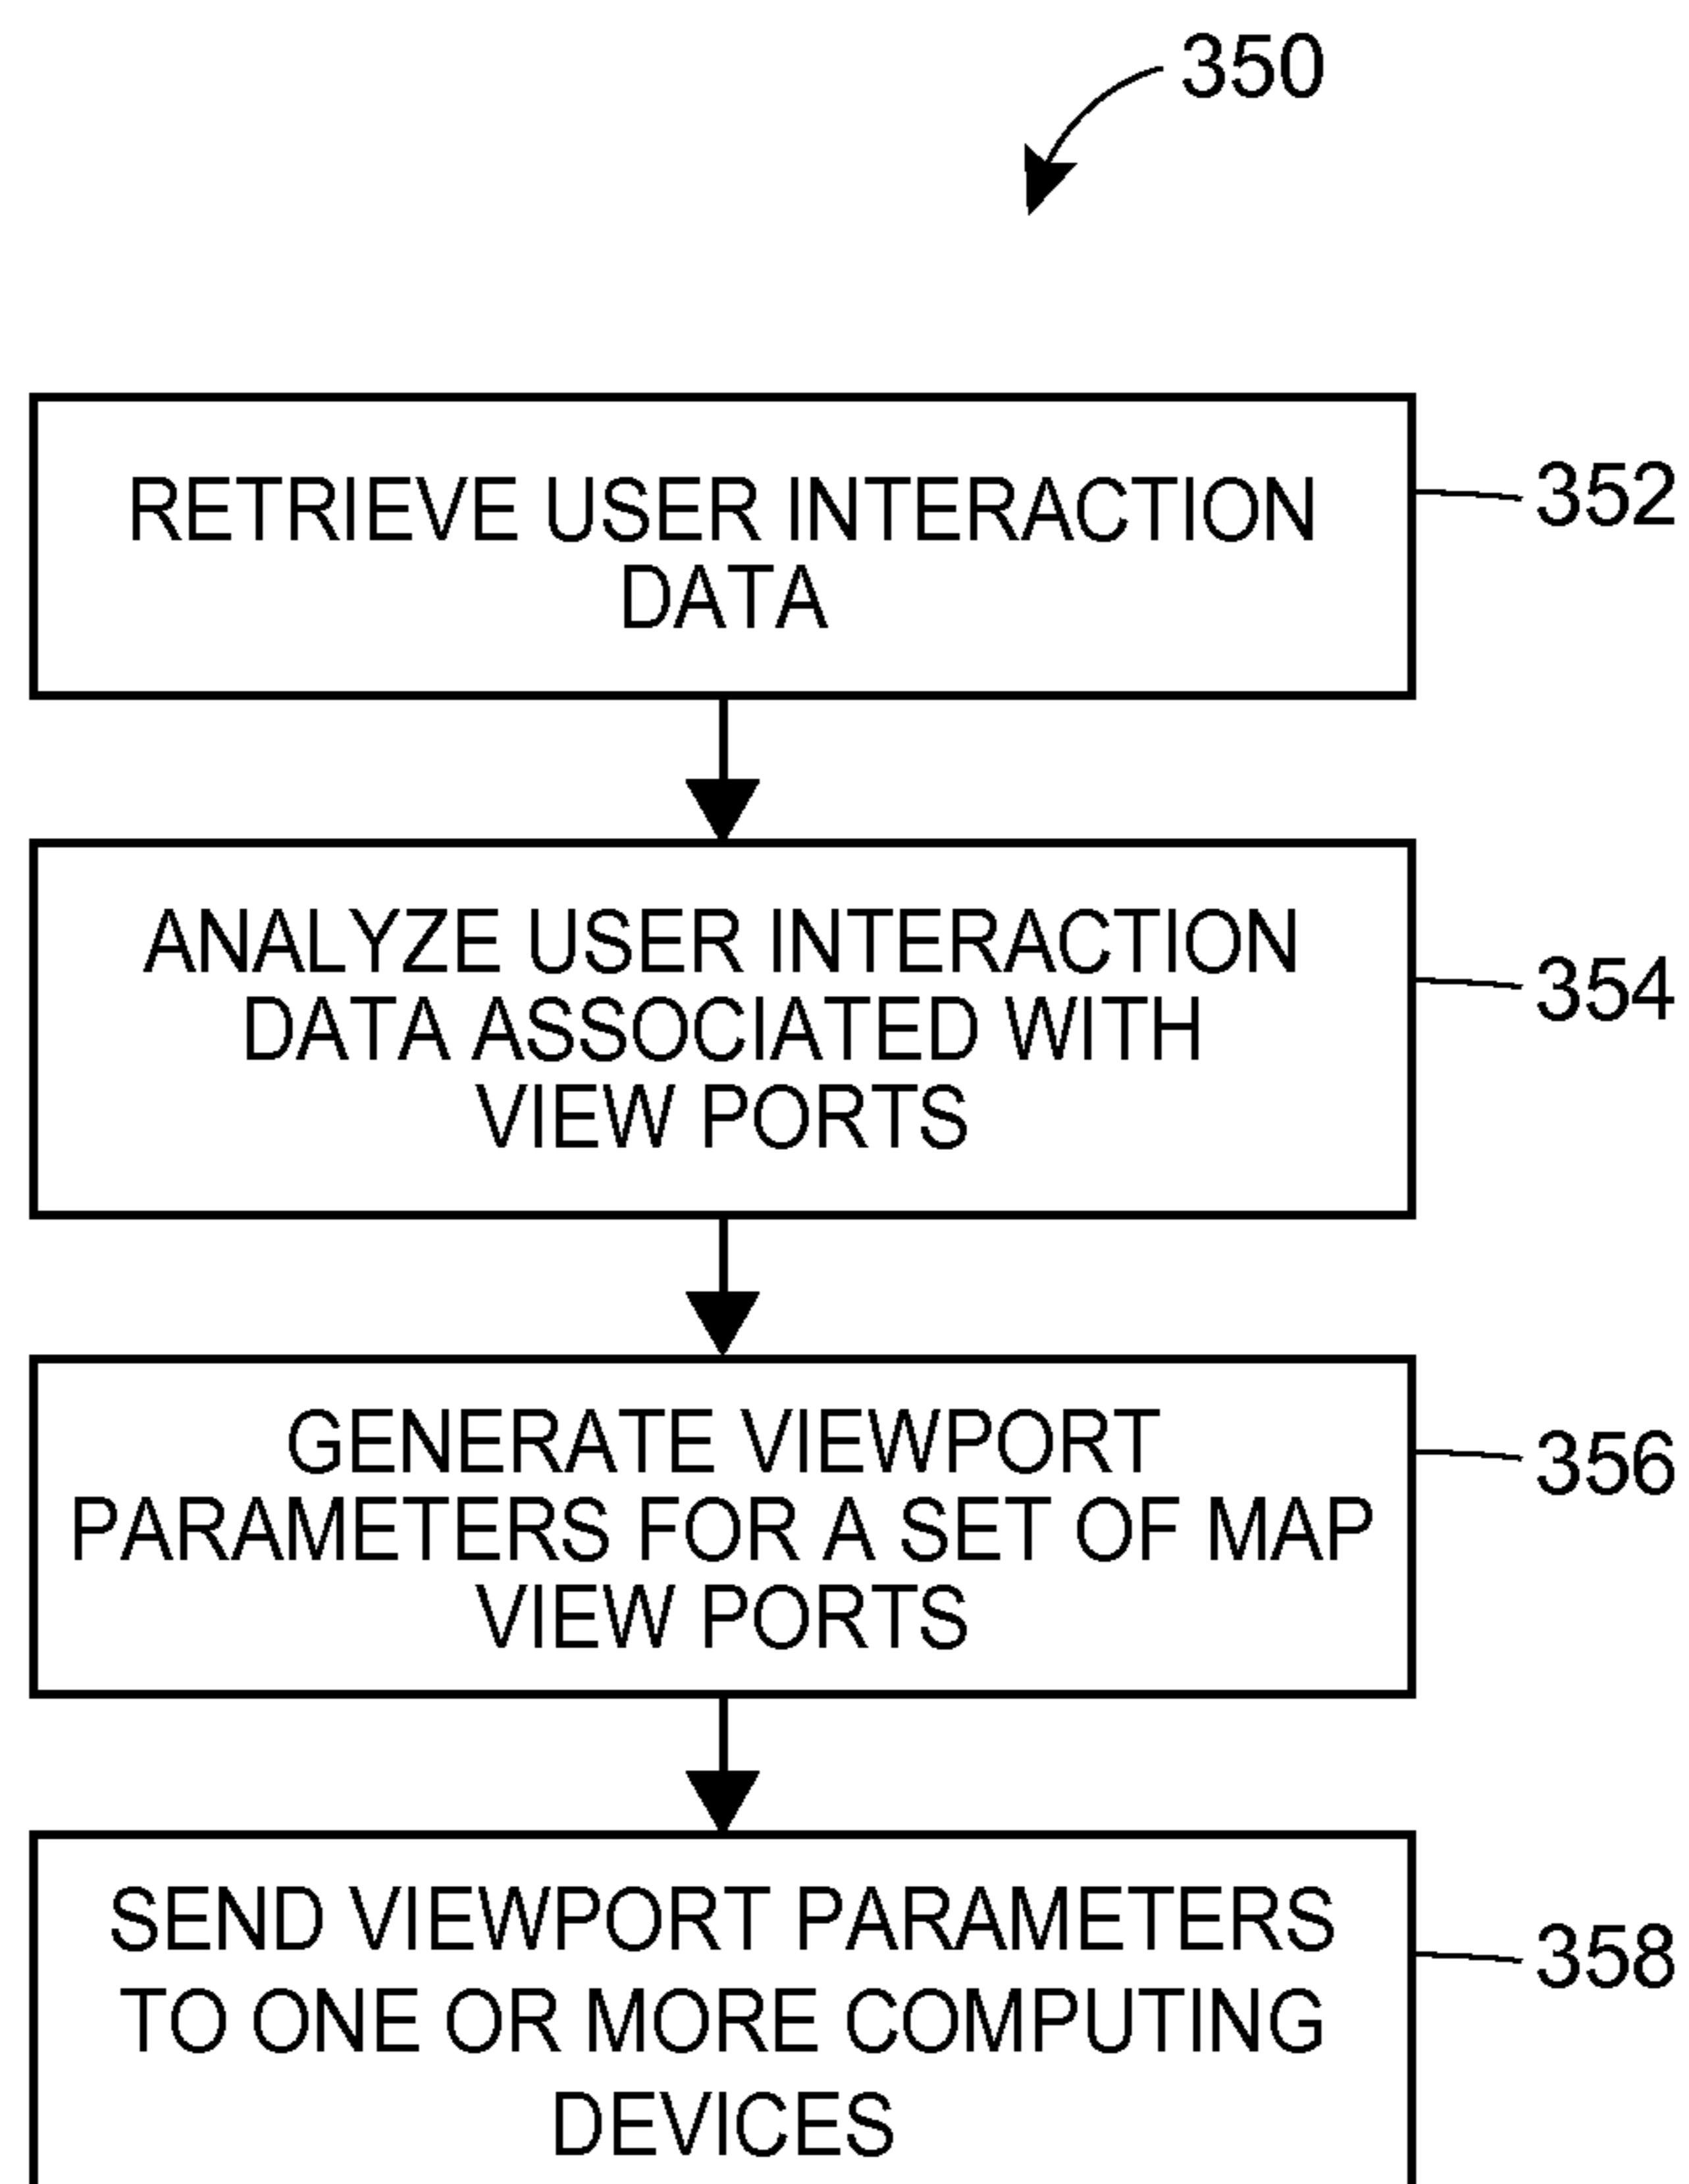 350
RETRIEVE USER INTERACTION
DATA
352
ANALYZE USER INTERACTION
DATA ASSOCIATED WITH
VIEW PORTS
354
GENERATE VIEWPORT
PARAMETERS FOR A SET OF MAP
VIEW PORTS
356
SEND VIEWPORT PARAMETERS
TO ONE OR MORE COMPUTING
DEVICES
358